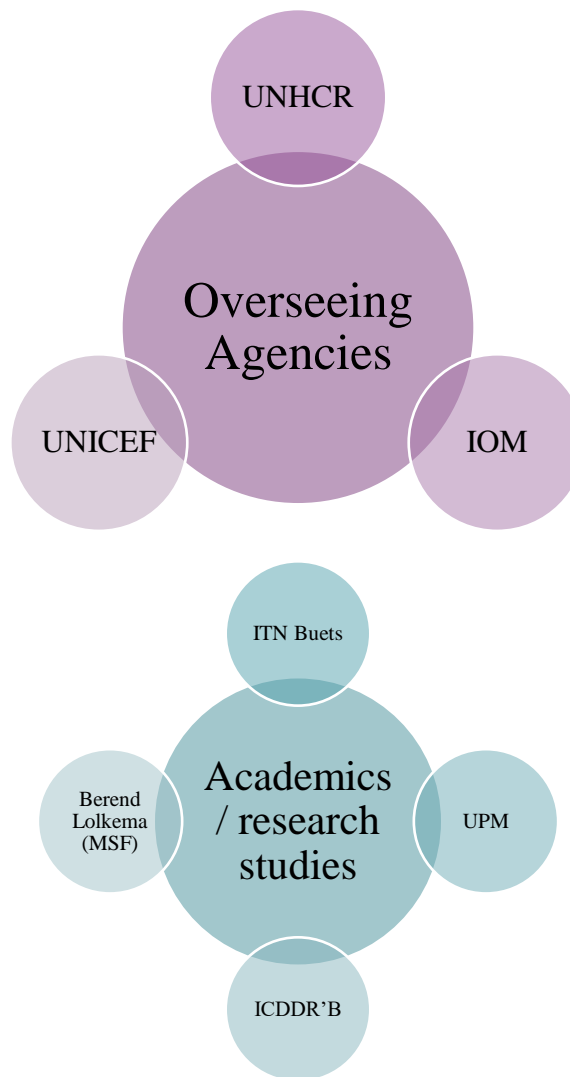 UNHCR
Overseeing
Agencies
UNICEF
IOM
ITN Buets
Academics
/ research
studies
Berend
Lolkema
(MSF)
UPM
ICDDR’B